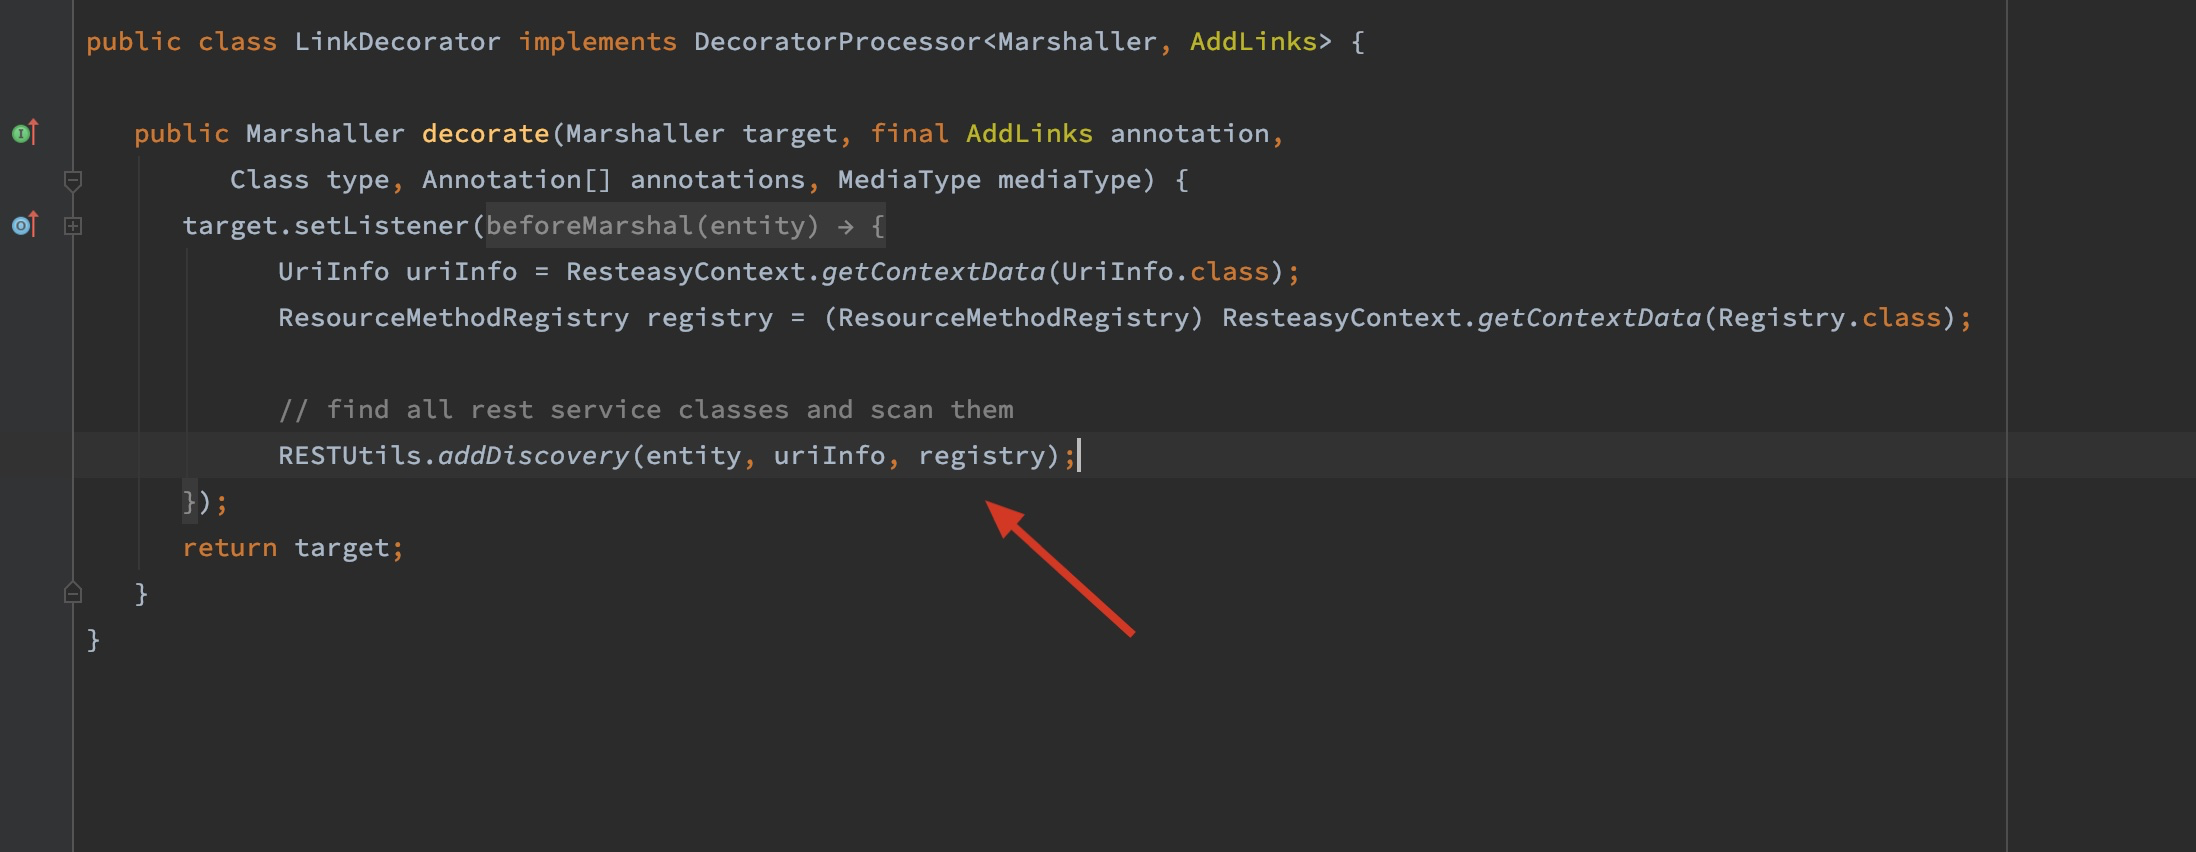 public class LinkDecorator implements DecoratorProcessor<Marshaller, AddLinks> {
public Marshaller decorate(Marshaller target, final AddLinks annotation,
Class type, Annotation[] annotations, MediaType mediaType) {
target.setListener(beforeMarshal(entity) → {
UriInfo uriInfo = ResteasyContext.getContextData(UriInfo.class);
ResourceMethodRegistry registry = (ResourceMethodRegistry) ResteasyContext.getContextData(Registry.class);
// find all rest service classes and scan them
RESTUtils.addDiscovery(entity, uriInfo, registry);
});
return target;
}
}